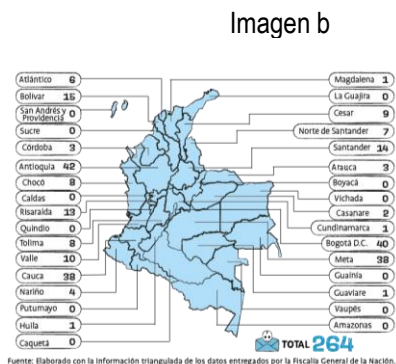 Imagen b
Atlántico 6
Bolívar 15
San Andrés y
Providencia 0
Sucre 0
Córdoba 3
Antioquia 42
Chocó 8
Caldas 0
Risaralda 13
Quindío 0
Tolima 8
Valle 10
Cauca 38
Nariño 4
Putumayo 0
Huila 1
Caquetá 0
Magdalena 1
La Guajira 0
Cesar 9
Norte de Santander 7
Santander 14
Arauca 3
Boyacá 0
Vichada 0
Casanare 2
Cundinamarca 1
Bogotá D.C. 40
Meta 38
Guainía 0
Guaviare 1
Vaupés 0
Amazonas 0
TOTAL 264
Fuente: Elaborado con la información triangulada de los datos entregados por la Fiscalía General de la Nación.